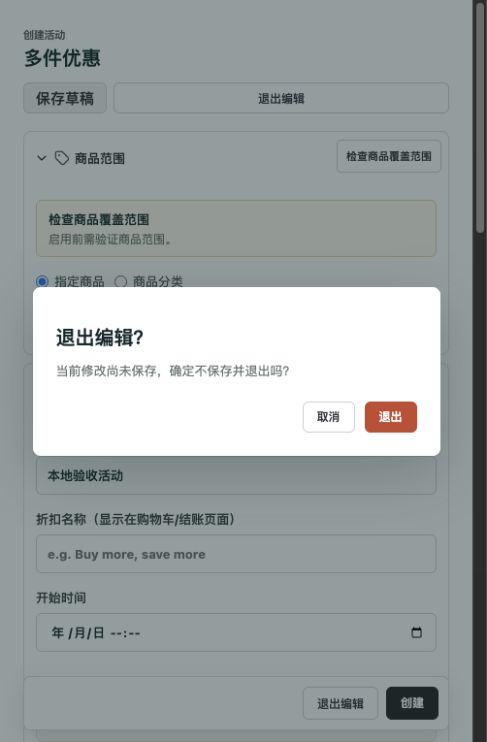 创建活动
多件优惠
保存草稿
退出编辑
商品范围
检查商品覆盖范围
检查商品覆盖范围
启用前需验证商品范围。
指定商品
商品分类
退出编辑?
当前修改尚未保存，确定不保存并退出吗?
取消
退出
本地验收活动
折扣名称（显示在购物车/结账页面）
e.g. Buy more, save more
开始时间
年 /月/日 --:--
退出编辑
创建